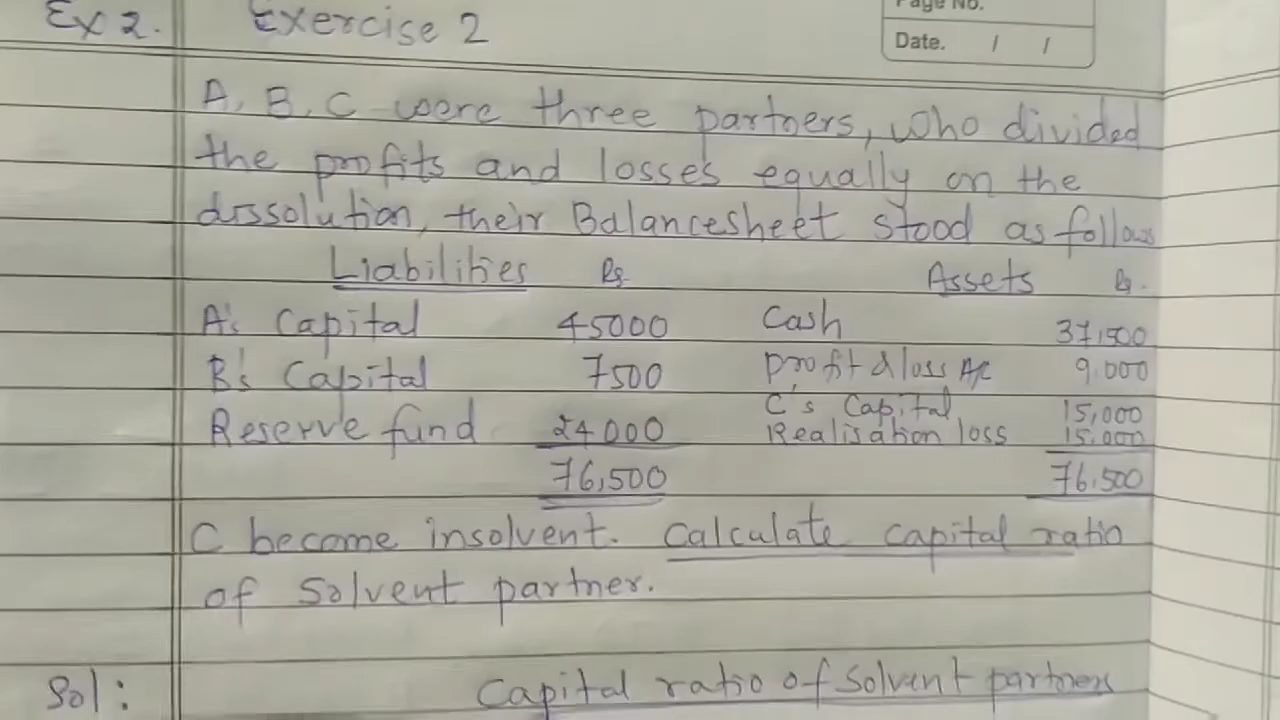 Page No.
Ex 2. Exercise 2
Date. / /
A, B, C were three partners, who divided
the profits and losses equally on the
dissolution, their Balancesheet stood as follows
Liabilities Rs. Assets Rs.
A's Capital 45000 Cash 37,500
B's Capital 7500 Profit & loss A/c 9.000
C's Capital 15,000
Reserve fund 24000 Realisation loss 15.000
76,500 76.500
C become insolvent. Calculate capital ratio
of solvent partner.
Sol: Capital ratio of solvent partners